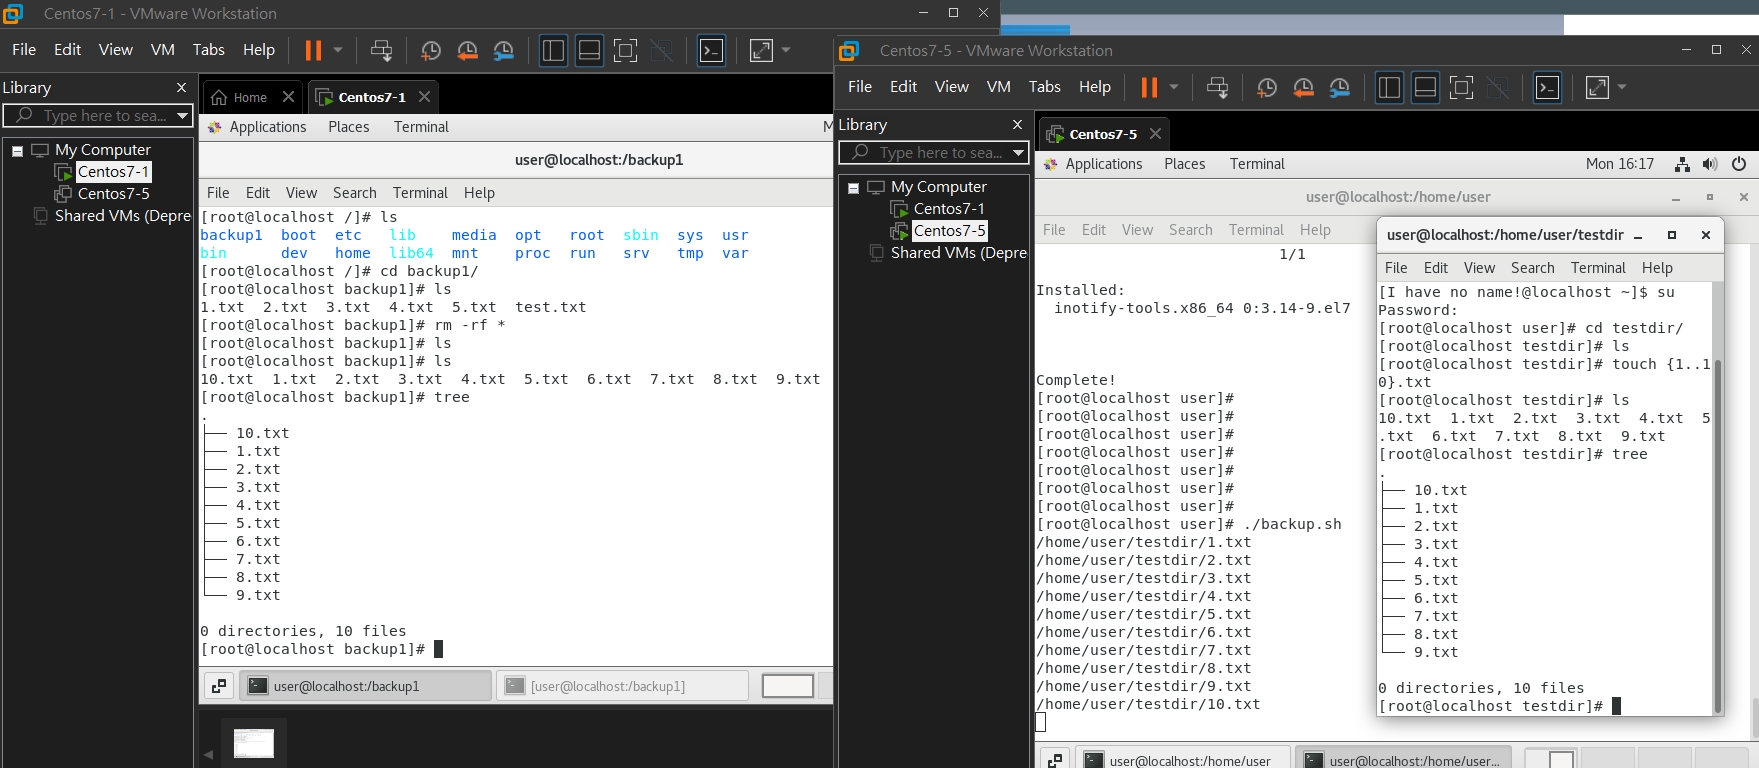 Centos7-1 - VMware Workstation
File Edit View VM Tabs Help
Library
Type here to sea...
My Computer
Centos7-1
Centos7-5
Shared VMs (Depre
Home
Centos7-1
Applications Places Terminal
user@localhost:/backup1
File Edit View Search Terminal Help
[root@localhost /]# ls
backup1 boot etc lib media opt root sbin sys usr
bin dev home lib64 mnt proc run srv tmp var
[root@localhost /]# cd backup1/
[root@localhost backup1]# ls
1.txt 2.txt 3.txt 4.txt 5.txt test.txt
[root@localhost backup1]# rm -rf *
[root@localhost backup1]# ls
[root@localhost backup1]# ls
10.txt 1.txt 2.txt 3.txt 4.txt 5.txt 6.txt 7.txt 8.txt 9.txt
[root@localhost backup1]# tree
.
├── 10.txt
├── 1.txt
├── 2.txt
├── 3.txt
├── 4.txt
├── 5.txt
├── 6.txt
├── 7.txt
├── 8.txt
└── 9.txt
0 directories, 10 files
[root@localhost backup1]#
user@localhost:/backup1
[user@localhost:/backup1]
Centos7-5 - VMware Workstation
File Edit View VM Tabs Help
Library
Type here to sea...
My Computer
Centos7-1
Centos7-5
Shared VMs (Depre
Centos7-5
Applications Places Terminal
Mon 16:17
user@localhost:/home/user
File Edit View Search Terminal Help
1/1
Installed:
inotify-tools.x86_64 0:3.14-9.el7
Complete!
[root@localhost user]#
[root@localhost user]#
[root@localhost user]#
[root@localhost user]#
[root@localhost user]#
[root@localhost user]#
[root@localhost user]#
[root@localhost user]# ./backup.sh
/home/user/testdir/1.txt
/home/user/testdir/2.txt
/home/user/testdir/3.txt
/home/user/testdir/4.txt
/home/user/testdir/5.txt
/home/user/testdir/6.txt
/home/user/testdir/7.txt
/home/user/testdir/8.txt
/home/user/testdir/9.txt
/home/user/testdir/10.txt
user@localhost:/home/user/testdir
File Edit View Search Terminal Help
[I have no name!@localhost ~]$ su
Password:
[root@localhost user]# cd testdir/
[root@localhost testdir]# ls
[root@localhost testdir]# touch {1..1
0}.txt
[root@localhost testdir]# ls
10.txt 1.txt 2.txt 3.txt 4.txt 5
.txt 6.txt 7.txt 8.txt 9.txt
[root@localhost testdir]# tree
.
├── 10.txt
├── 1.txt
├── 2.txt
├── 3.txt
├── 4.txt
├── 5.txt
├── 6.txt
├── 7.txt
├── 8.txt
└── 9.txt
0 directories, 10 files
[root@localhost testdir]#
user@localhost:/home/user
user@localhost:/home/user...